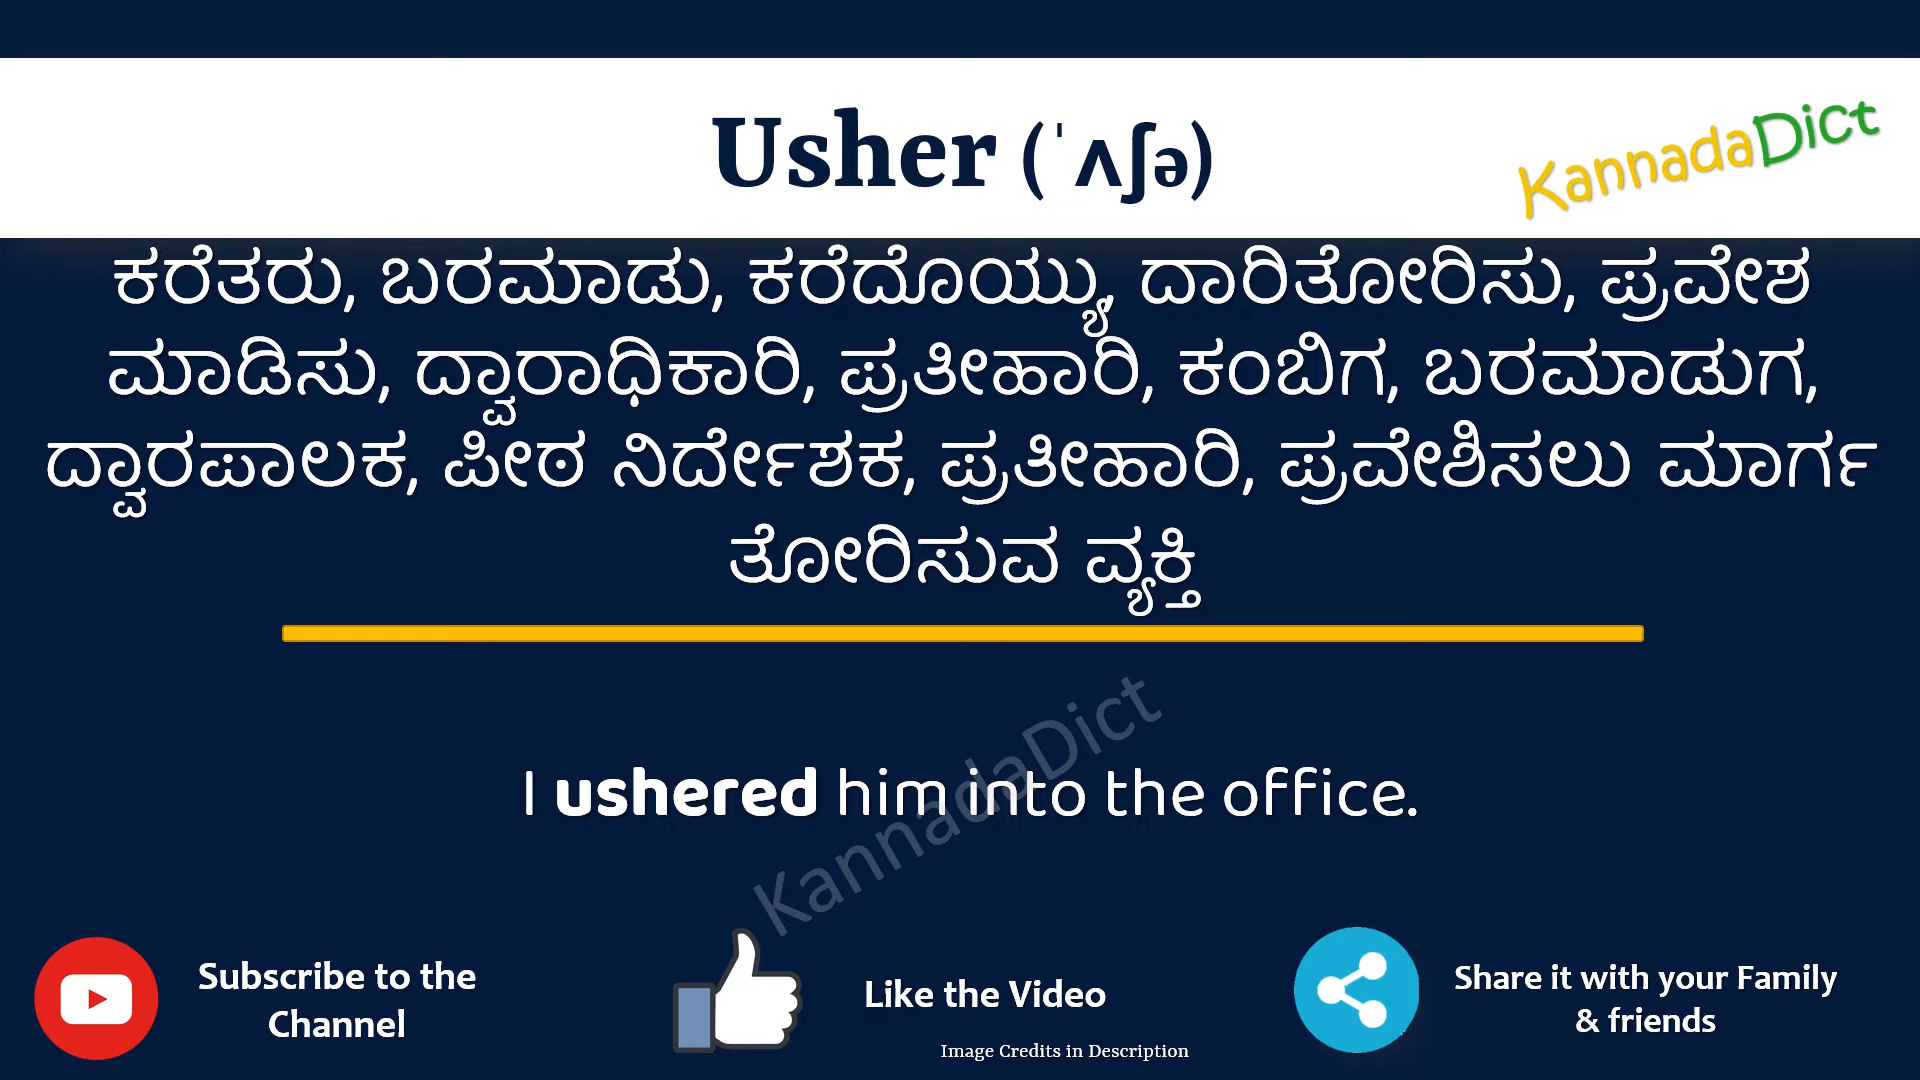 Usher (ˈʌʃə)
KannadaDict
ಕರೆತರು, ಬರಮಾಡು, ಕರೆದೊಯ್ಯು, ದಾರಿತೋರಿಸು, ಪ್ರವೇಶ
ಮಾಡಿಸು, ದ್ವಾರಾಧಿಕಾರಿ, ಪ್ರತೀಹಾರಿ, ಕಂಬಿಗ, ಬರಮಾಡುಗ,
ದ್ವಾರಪಾಲಕ, ಪೀಠ ನಿರ್ದೇಶಕ, ಪ್ರತೀಹಾರಿ, ಪ್ರವೇಶಿಸಲು ಮಾರ್ಗ
ತೋರಿಸುವ ವ್ಯಕ್ತಿ
KannadaDict
I ushered him into the office.
Subscribe to the
Channel
Like the Video
Share it with your Family
& friends
Image Credits in Description